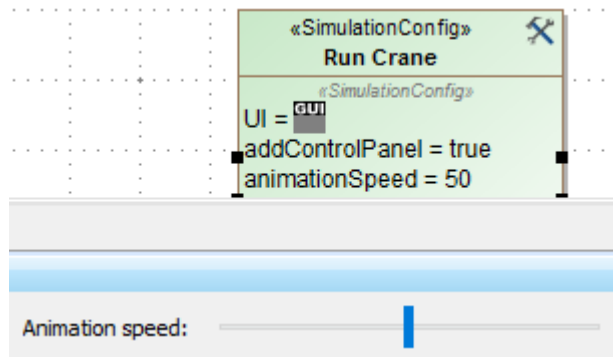 «SimulationConfig»
Run Crane
«SimulationConfig»
UI = GUI
addControlPanel = true
animationSpeed = 50
Animation speed: